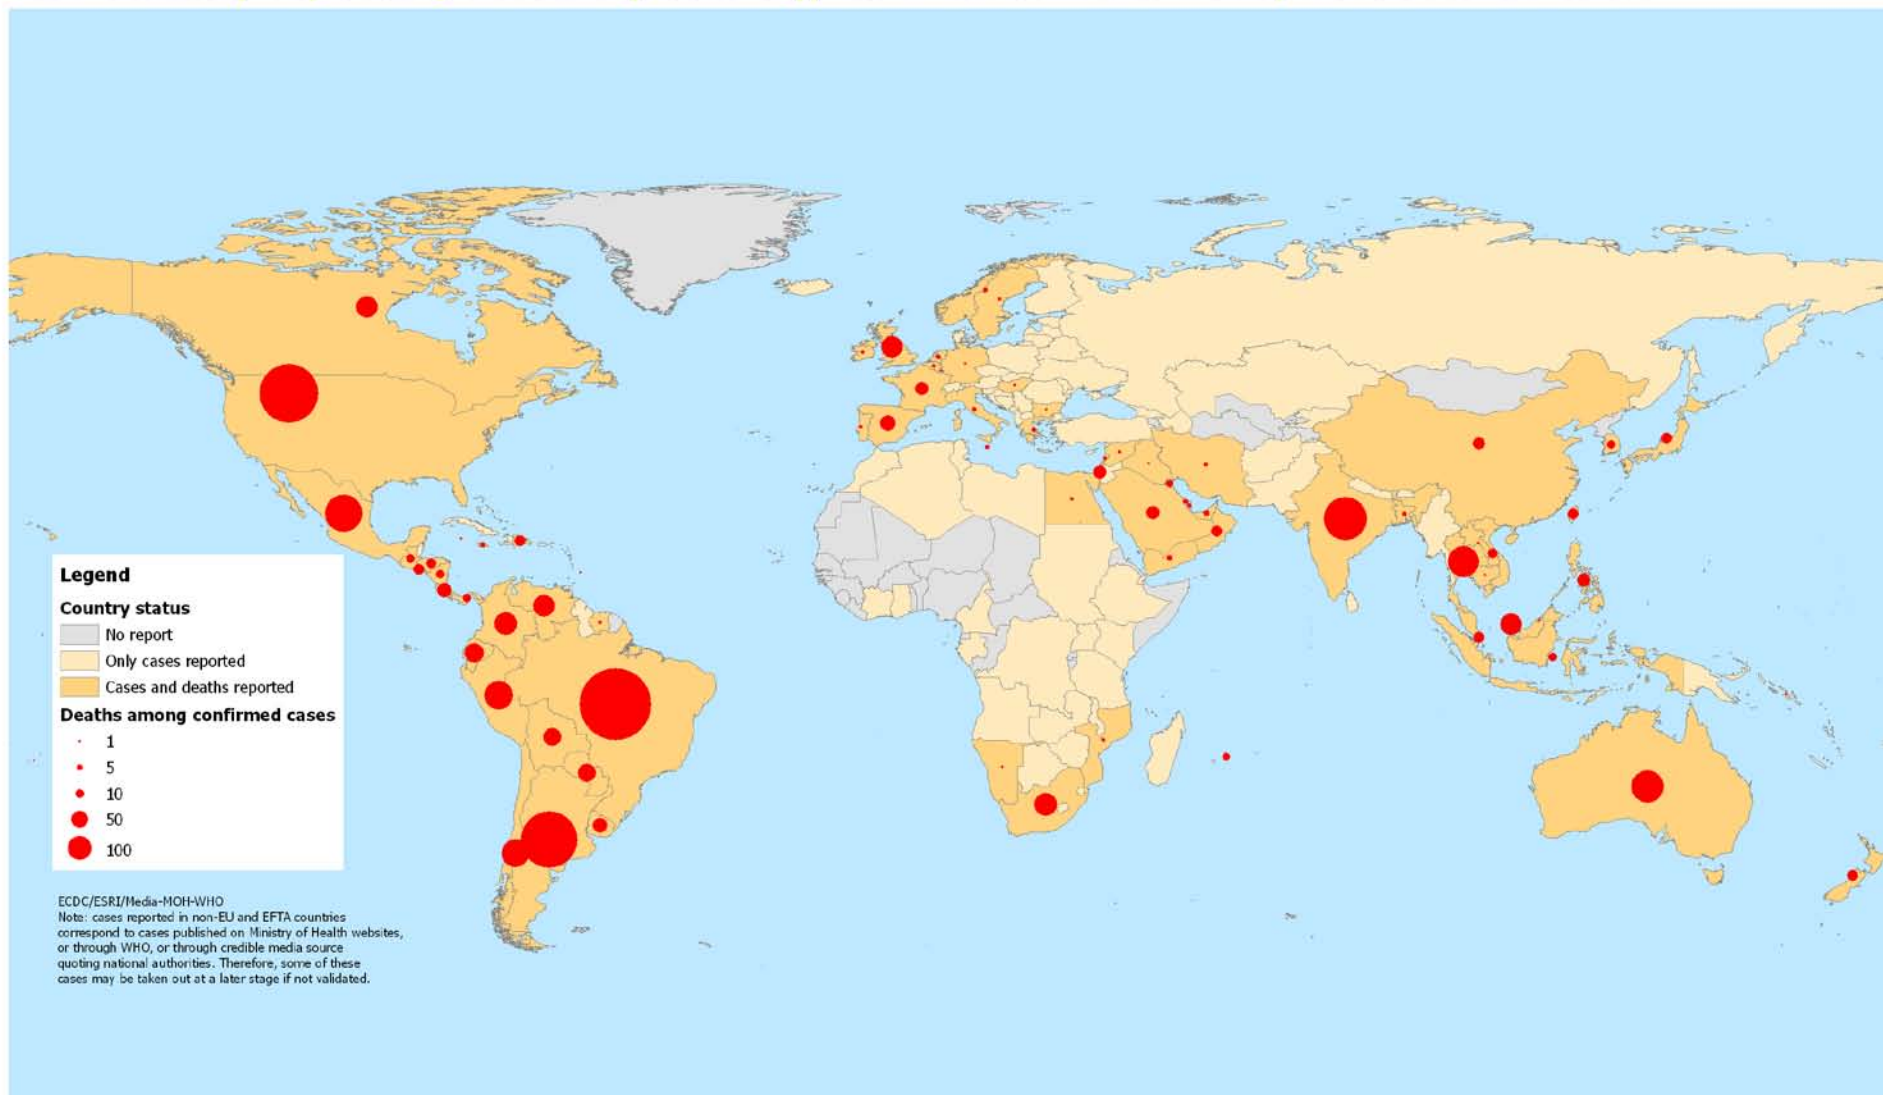 Legend
Country status
No report
Only cases reported
Cases and deaths reported
Deaths among confirmed cases
1
5
10
50
100
ECDC/ESRI/Media-MOH-WHO
Note: cases reported in non-EU and EFTA countries
correspond to cases published on Ministry of Health websites,
or through WHO, or through credible media source
quoting national authorities. Therefore, some of these
cases may be taken out at a later stage if not validated.